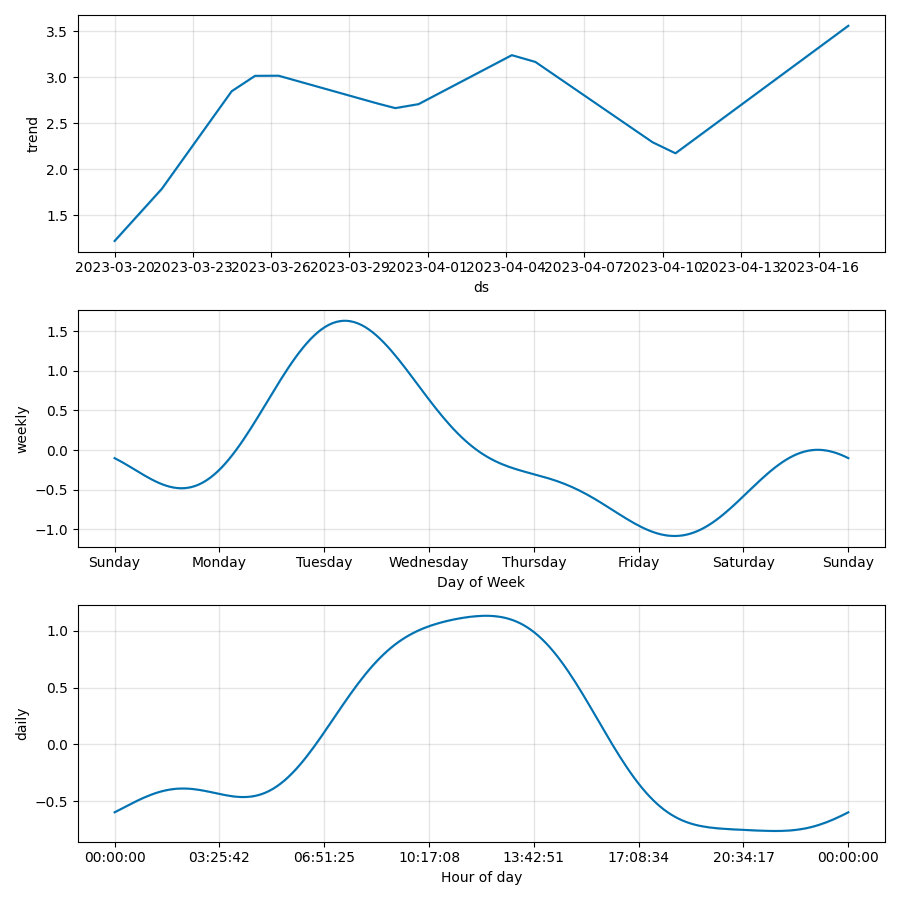 3.5
3.0
2.5
2.0
1.5
trend
2023-03-20 2023-03-23 2023-03-26 2023-03-29 2023-04-01 2023-04-04 2023-04-07 2023-04-10 2023-04-13 2023-04-16
ds
1.5
1.0
0.5
0.0
−0.5
−1.0
weekly
Sunday Monday Tuesday Wednesday Thursday Friday Saturday Sunday
Day of Week
1.0
0.5
0.0
−0.5
daily
00:00:00 03:25:42 06:51:25 10:17:08 13:42:51 17:08:34 20:34:17 00:00:00
Hour of day